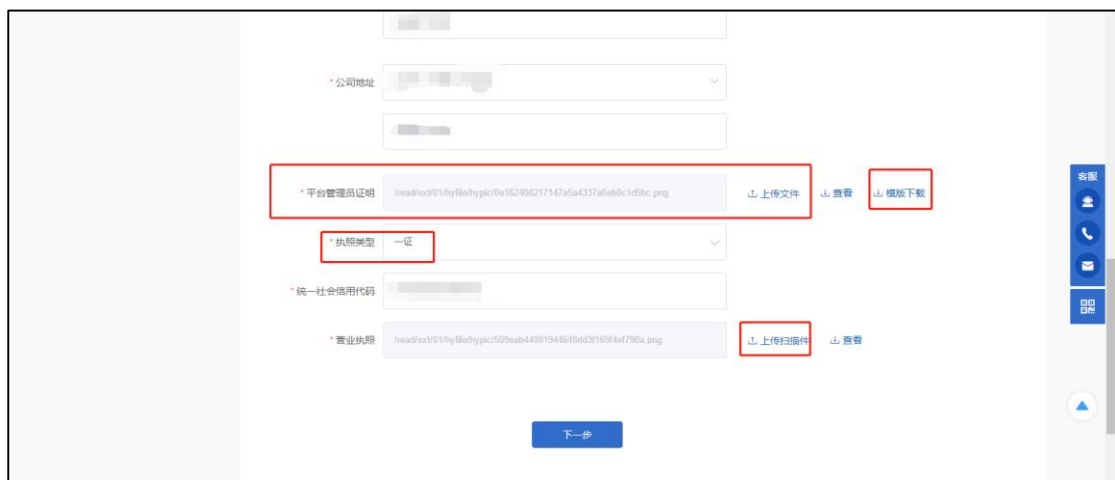 * 公司地址
* 平台管理员证明 /read/ext/01/hyfile/hypic/0e162408217147a5a4337a6eb0c1d5bc.png 上传文件 查看 模版下载
* 执照类型 一证
* 统一社会信用代码
* 营业执照 /read/ext/01/hyfile/hypic/509eab44081944648dd3f169f4ef798a.png 上传扫描件 查看
下一步
客服